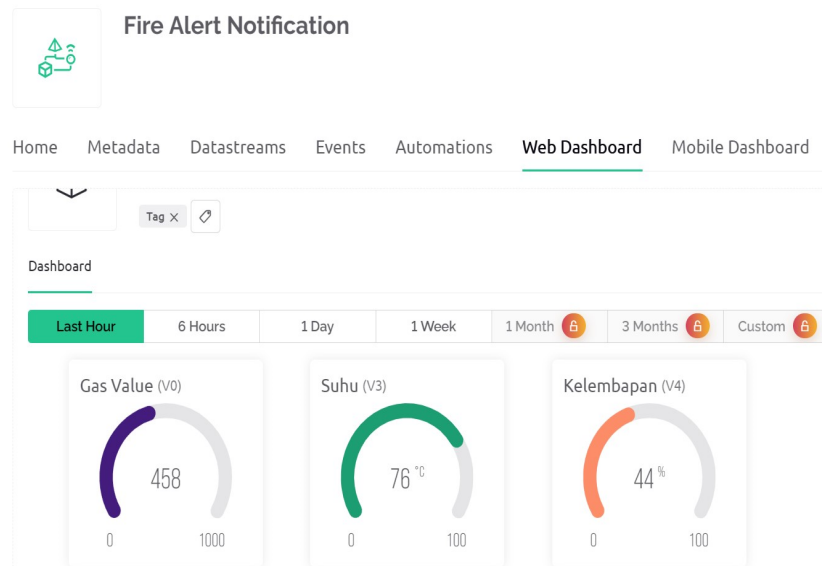 Fire Alert Notification
Home Metadata Datastreams Events Automations Web Dashboard Mobile Dashboard
Tag ×
Dashboard
Last Hour 6 Hours 1 Day 1 Week 1 Month 3 Months Custom
Gas Value (V0) Suhu (V3) Kelembapan (V4)
458 76 °C 44 %
0 1000 0 100 0 100